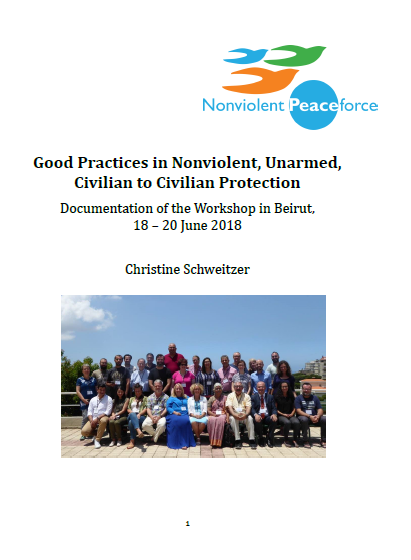 Nonviolent Peaceforce
Good Practices in Nonviolent, Unarmed,
Civilian to Civilian Protection
Documentation of the Workshop in Beirut,
18 – 20 June 2018
Christine Schweitzer
1